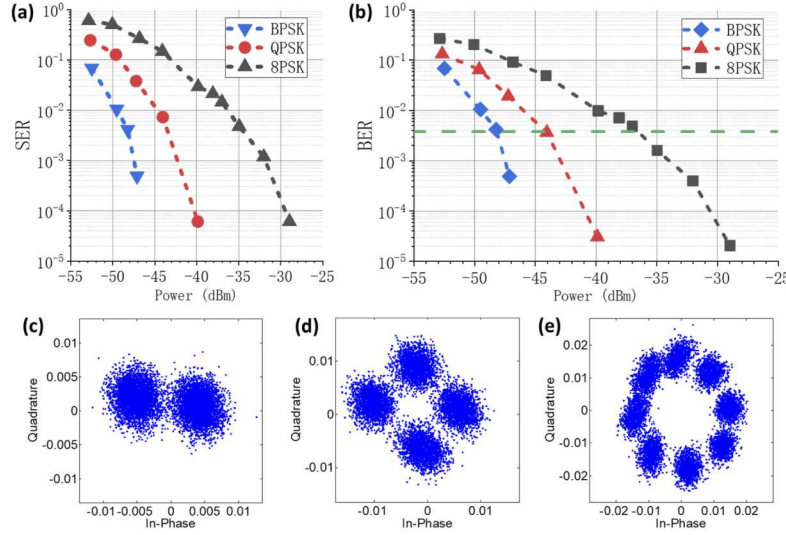 (a)
BPSK
QPSK
8PSK
SER
10^0
10^-1
10^-2
10^-3
10^-4
10^-5
-55 -50 -45 -40 -35 -30 -25
Power (dBm)
(b)
BPSK
QPSK
8PSK
BER
10^0
10^-1
10^-2
10^-3
10^-4
10^-5
-55 -50 -45 -40 -35 -30 -25
Power (dBm)
(c)
Quadrature
0.01
0.005
0
-0.005
-0.01
-0.01 -0.005 0 0.005 0.01
In-Phase
(d)
Quadrature
0.01
0
-0.01
-0.01 0 0.01
In-Phase
(e)
Quadrature
0.02
0.01
0
-0.01
-0.02
-0.02 -0.01 0 0.01 0.02
In-Phase